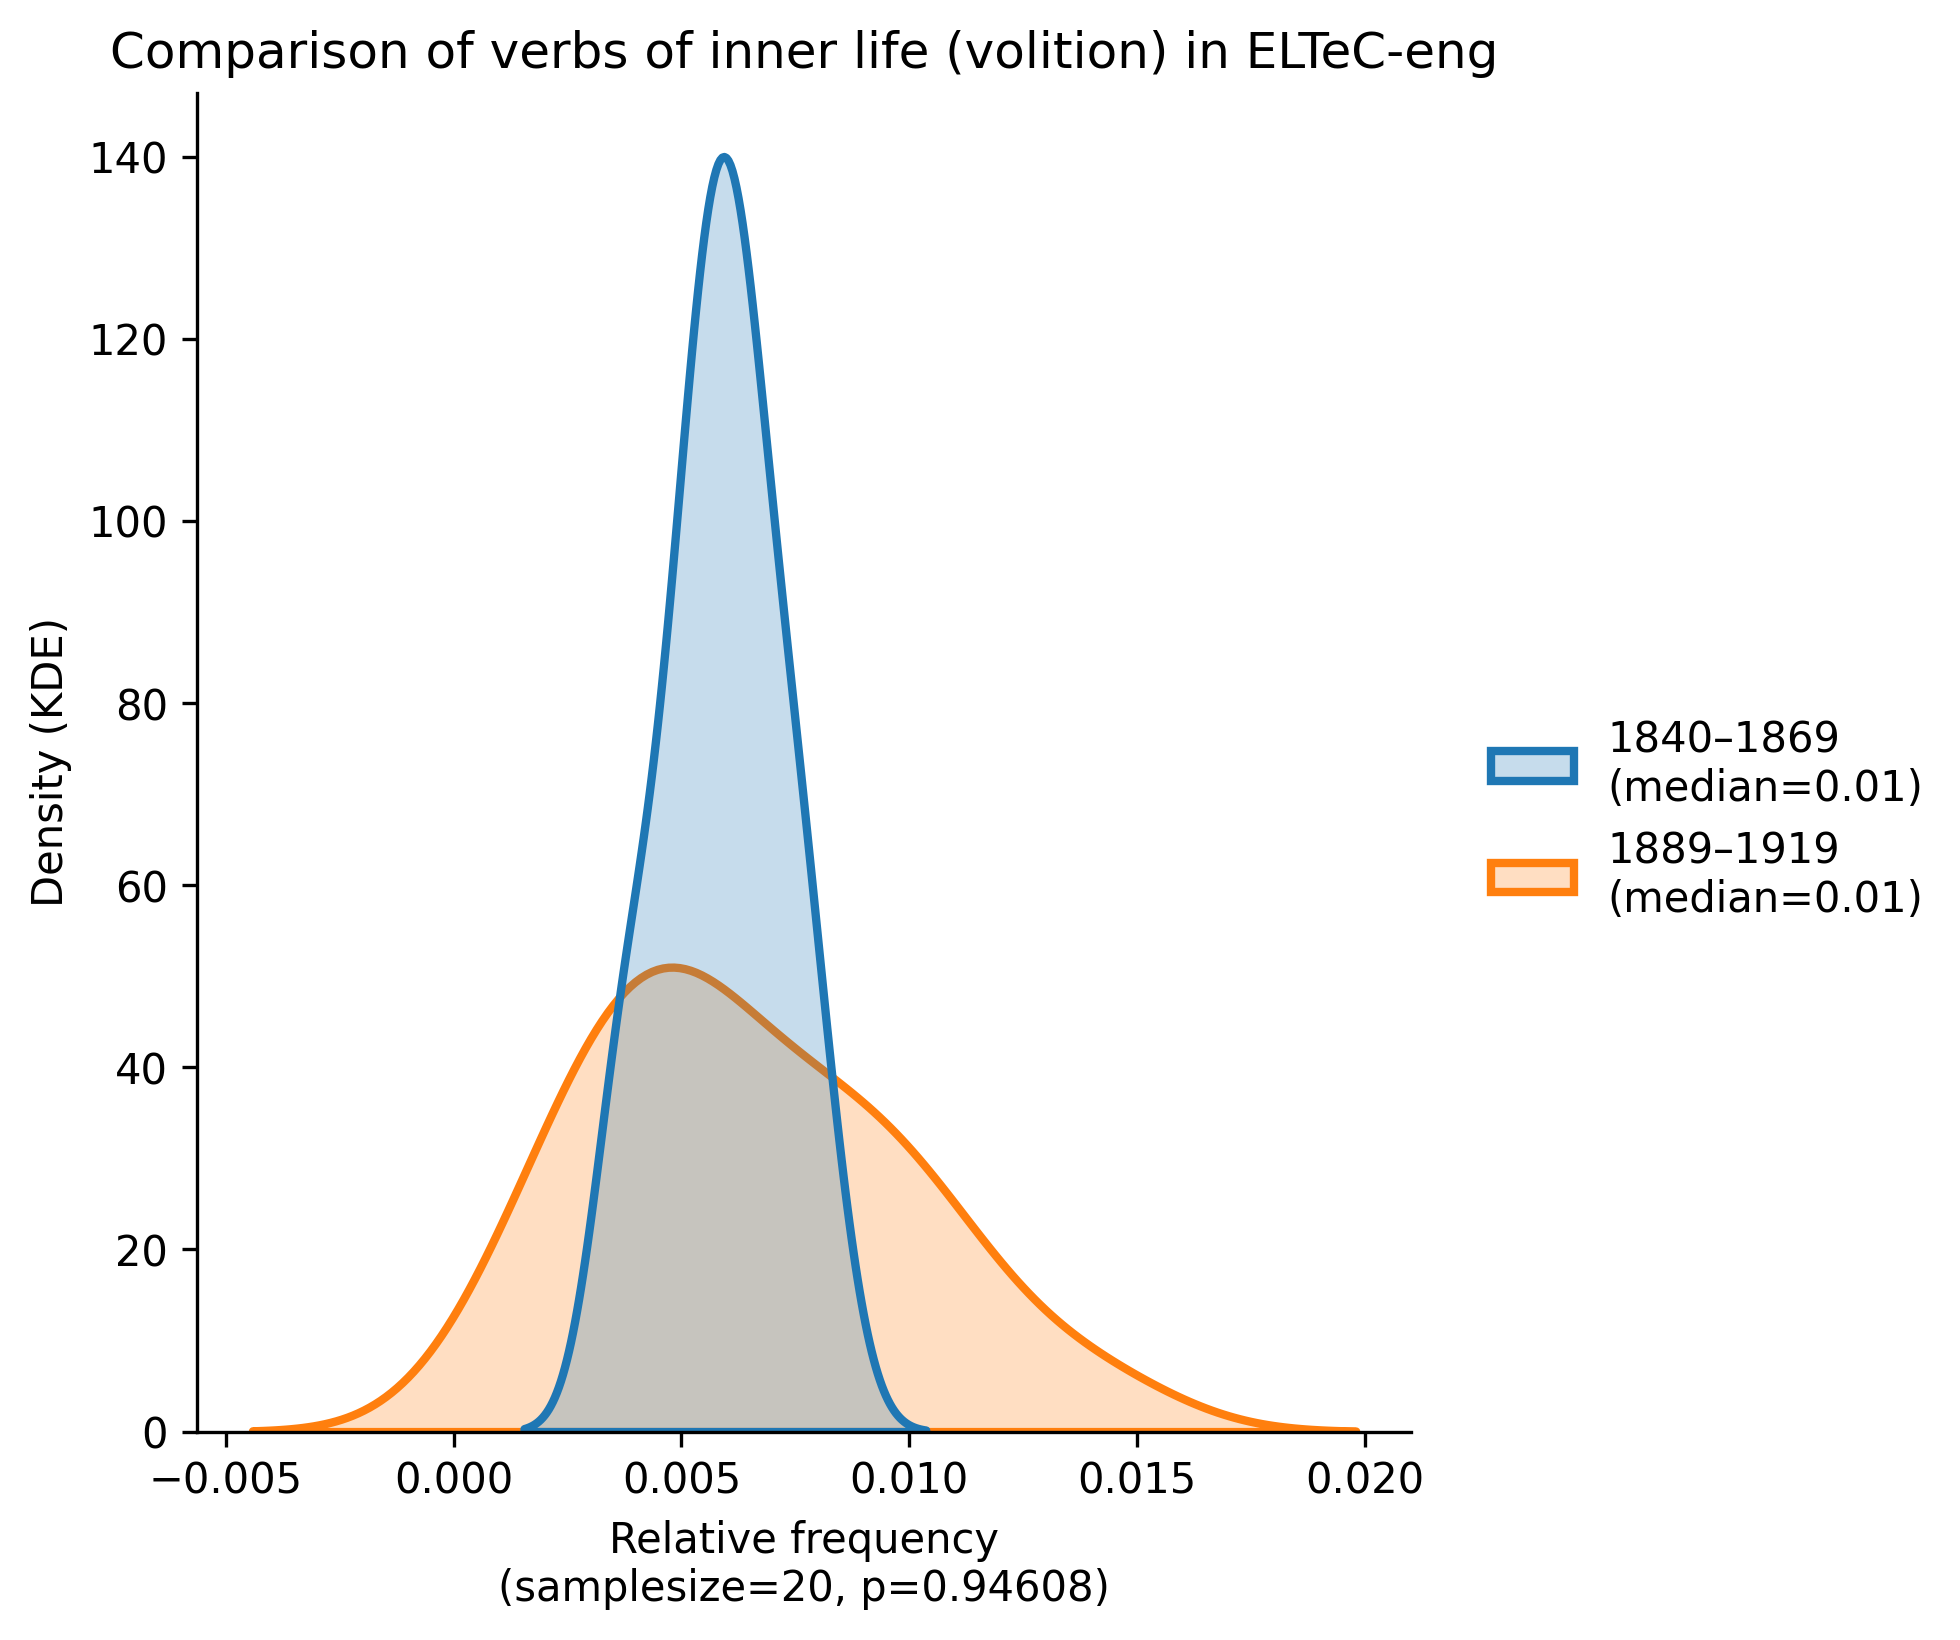 Comparison of verbs of inner life (volition) in ELTeC-eng
Density (KDE)
140
120
100
80
60
40
20
0
−0.005
0.000
0.005
0.010
0.015
0.020
Relative frequency
(samplesize=20, p=0.94608)
1840–1869
(median=0.01)
1889–1919
(median=0.01)